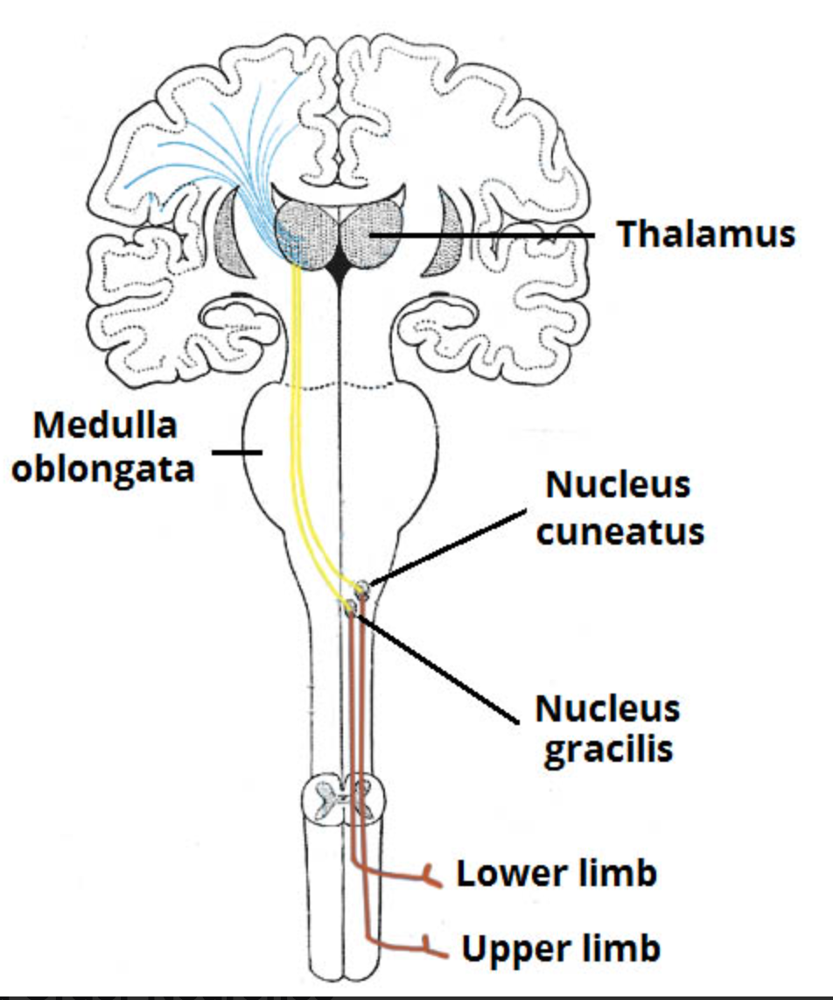 Thalamus
Medulla
oblongata
Nucleus
cuneatus
Nucleus
gracilis
Lower limb
Upper limb